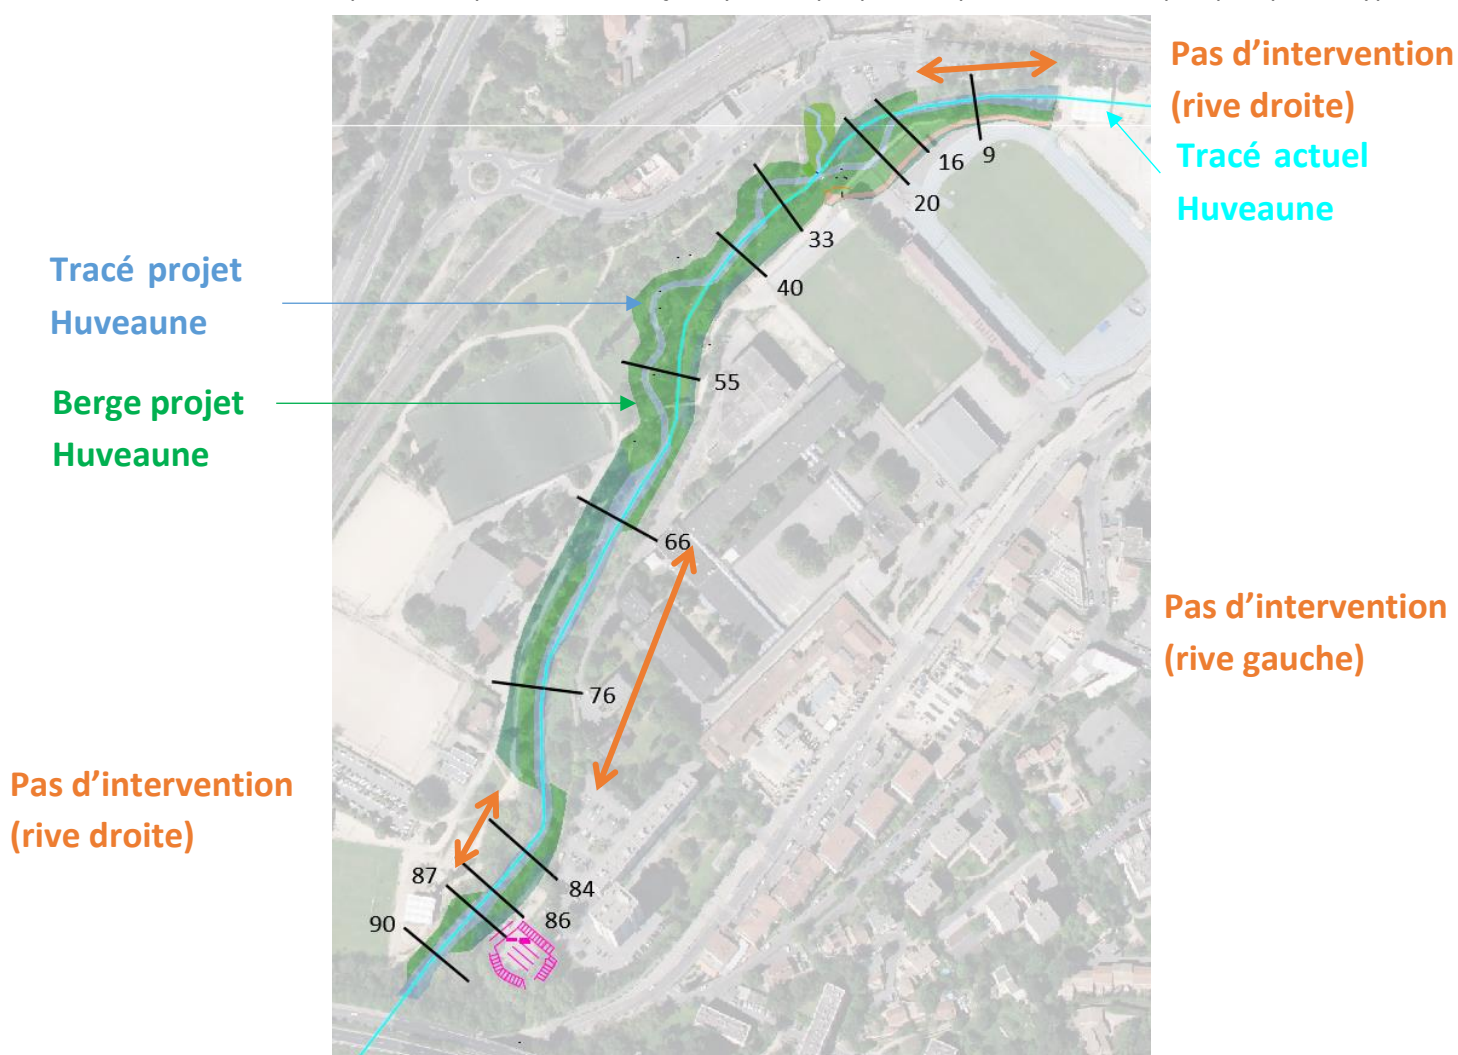 Pas d’intervention
(rive droite)
Tracé actuel
Huveaune
9
16
20
33
40
Tracé projet
Huveaune
55
Berge projet
Huveaune
66
Pas d’intervention
(rive gauche)
76
Pas d’intervention
(rive droite)
84
87
86
90